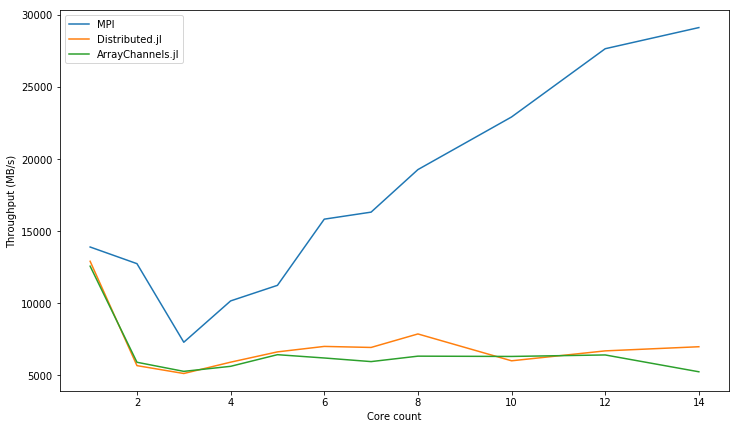 MPI
Distributed.jl
ArrayChannels.jl
30000
25000
20000
15000
10000
5000
Throughput (MB/s)
2 4 6 8 10 12 14
Core count